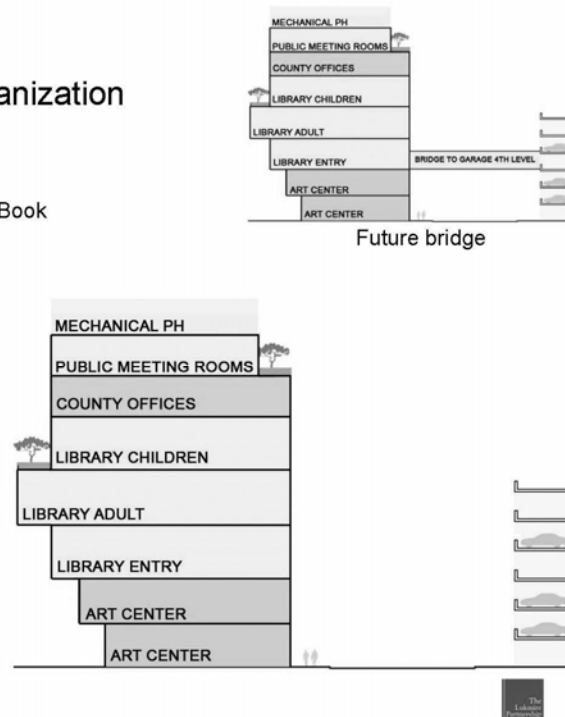 anization
MECHANICAL PH
PUBLIC MEETING ROOMS
COUNTY OFFICES
LIBRARY CHILDREN
LIBRARY ADULT
LIBRARY ENTRY
BRIDGE TO GARAGE 4TH LEVEL
ART CENTER
ART CENTER
Book
Future bridge
MECHANICAL PH
PUBLIC MEETING ROOMS
COUNTY OFFICES
LIBRARY CHILDREN
LIBRARY ADULT
LIBRARY ENTRY
ART CENTER
ART CENTER
The
Lukmire
Partnership